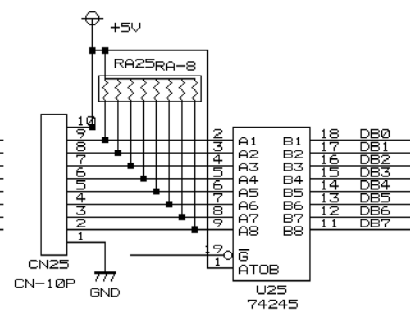 +5V
RA25 RA-8
10
9
8
7
6
5
4
3
2
1
2 A1 B1 18 DB0
3 A2 B2 17 DB1
4 A3 B3 16 DB2
5 A4 B4 15 DB3
6 A5 B5 14 DB4
7 A6 B6 13 DB5
8 A7 B7 12 DB6
9 A8 B8 11 DB7
19 G
1 ATOB
CN25
CN-10P
GND
U25
74245